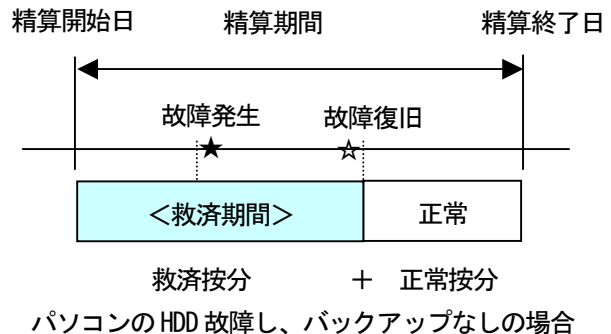 精算開始日 精算期間 精算終了日
故障発生 故障復旧
★ ☆
<救済期間> 正常
救済按分 + 正常按分
パソコンのHDD故障し、バックアップなしの場合